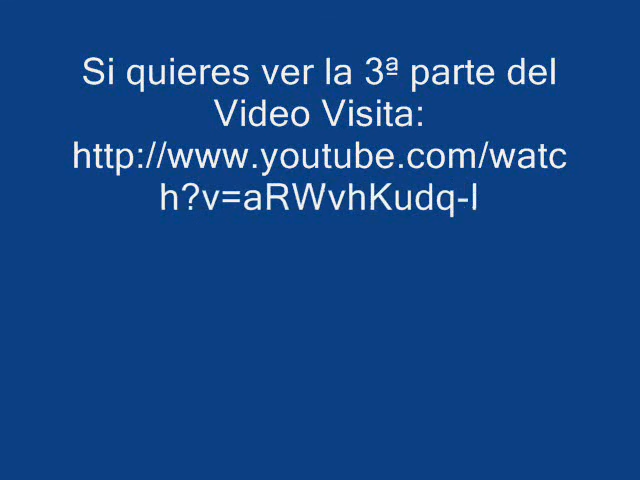 Si quieres ver la 3ª parte del
Video Visita:
http://www.youtube.com/watc
h?v=aRWvhKudq-I